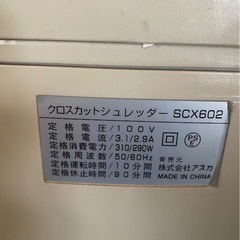 クロスカットシュレッダー SCX602
定格電圧/100V
定格電流/3.1/2.9A
定格消費電力/310/290W
定格周波数/50/60Hz
定格運転時間/10分間
定格休止時間/90分間
PS
E
発売元
株式会社アスカ
MADE IN CHINA